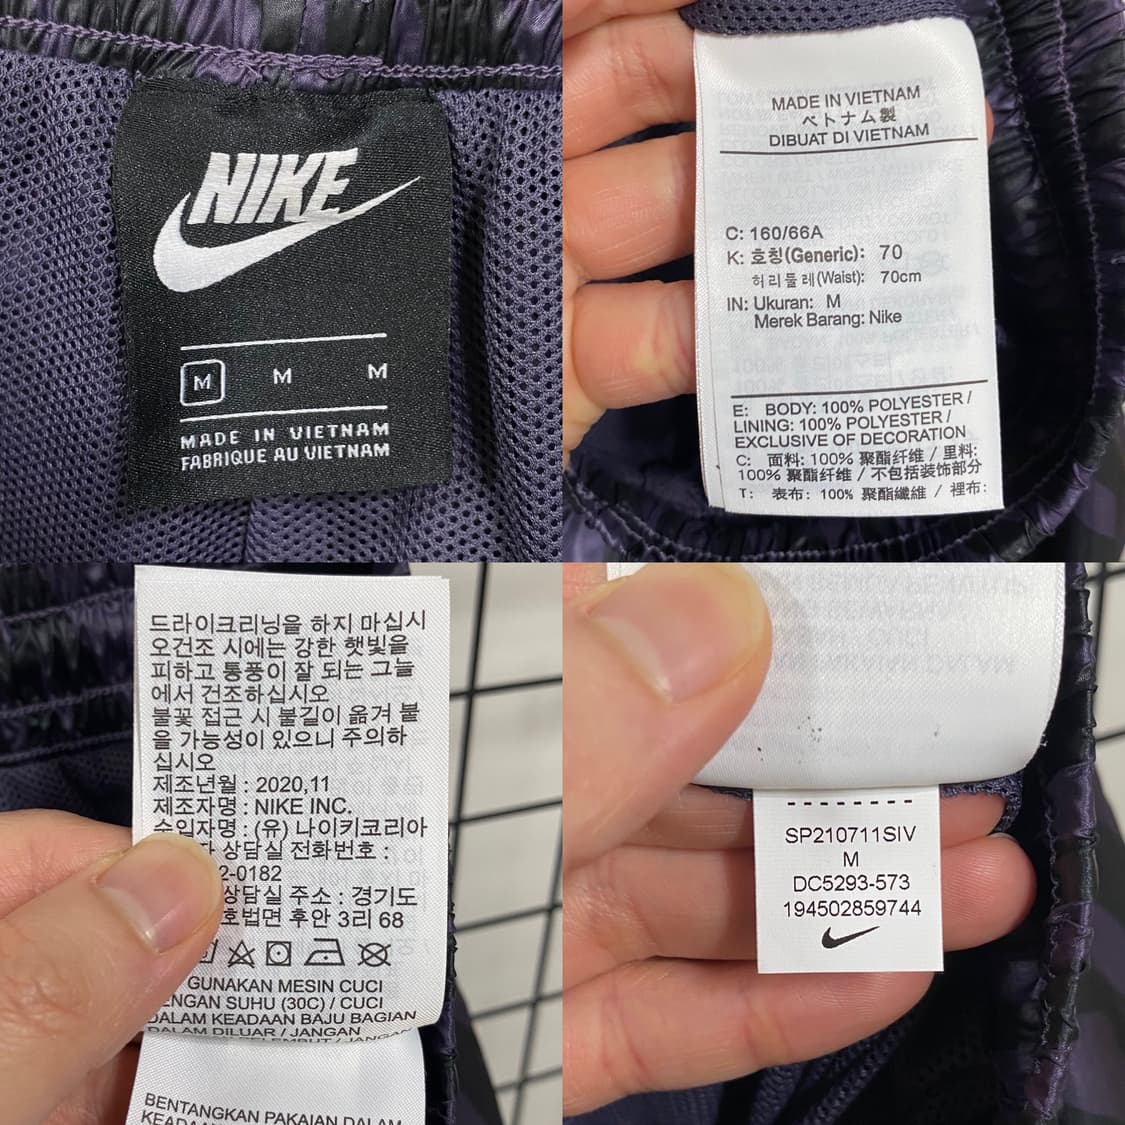 NIKE
M M M
MADE IN VIETNAM
FABRIQUE AU VIETNAM
MADE IN VIETNAM
ベトナム製
DIBUAT DI VIETNAM
C: 160/66A
K: 호칭(Generic): 70
허리둘레(Waist): 70cm
IN: Ukuran: M
Merek Barang: Nike
E: BODY: 100% POLYESTER /
LINING: 100% POLYESTER /
EXCLUSIVE OF DECORATION
C: 面料: 100% 聚酯纤维 / 里料:
100% 聚酯纤维 / 不包括装饰部分
T: 表布: 100% 聚酯纖維 / 裡布:
드라이크리닝을 하지 마십시
오건조 시에는 강한 햇빛을
피하고 통풍이 잘 되는 그늘
에서 건조하십시오
불꽃 접근 시 불길이 옮겨 붙
을 가능성이 있으니 주의하
십시오
제조년월 : 2020,11
제조자명 : NIKE INC.
수입자명 : (유) 나이키코리아
상담실 전화번호 :
2-0182
상담실 주소 : 경기도
호법면 후안 3리 68
GUNAKAN MESIN CUCI
DENGAN SUHU (30C) / CUCI
DALAM KEADAAN BAJU BAGIAN
DALAM DILUAR / JANGAN
BENTANGKAN PAKAIAN DALAM
SP210711SIV
M
DC5293-573
194502859744